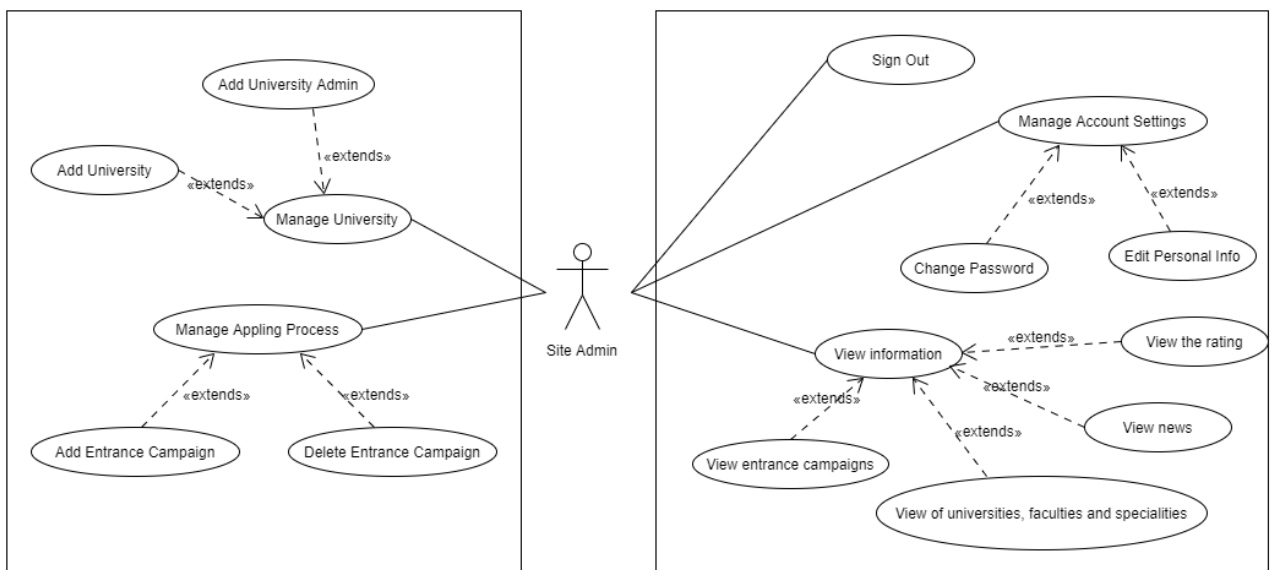 Add University Admin
«extends»
Add University
«extends»
Manage University
Manage Appling Process
«extends»
«extends»
Add Entrance Campaign
Delete Entrance Campaign
Site Admin
Sign Out
Manage Account Settings
«extends»
«extends»
Change Password
Edit Personal Info
View information
«extends»
View the rating
«extends»
«extends»
View news
«extends»
View entrance campaigns
View of universities, faculties and specialities